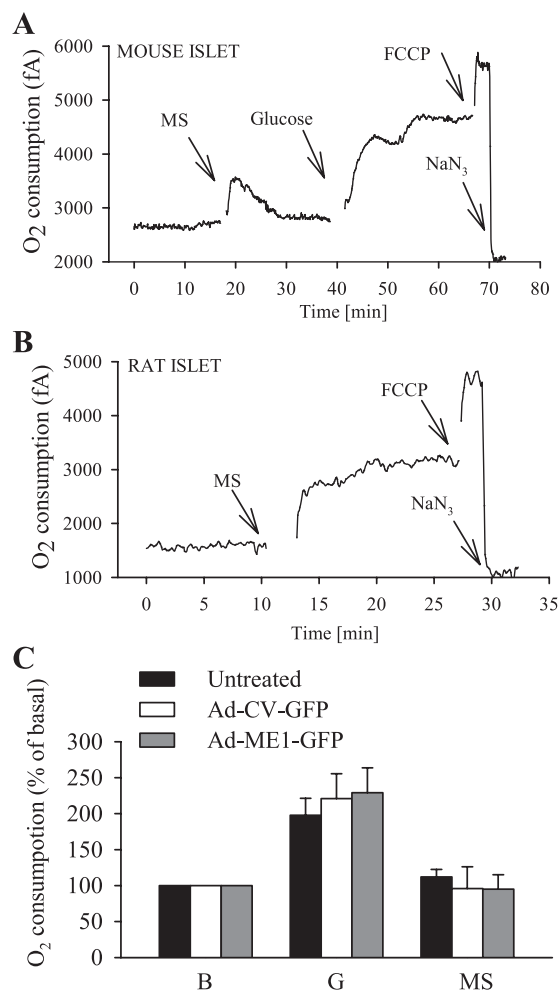 A
MOUSE ISLET
O2 consumption (fA)
6000
5000
4000
3000
2000
MS
Glucose
FCCP
NaN3
0 10 20 30 40 50 60 70 80
Time [min]
B
RAT ISLET
O2 consumption (fA)
5000
4000
3000
2000
1000
MS
FCCP
NaN3
0 5 10 15 20 25 30 35
Time [min]
C
Untreated
Ad-CV-GFP
Ad-ME1-GFP
O2 consumpotion (% of basal)
300
250
200
150
100
50
0
B G MS